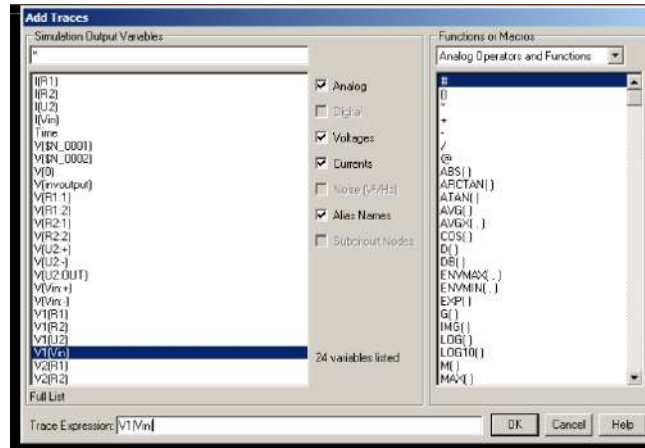 Add Traces
Simulation Output Variables
*
I(R1)
I(R2)
I(U2)
I(Vin)
Time
V($N_0001)
V($N_0002)
V(0)
V(invoutput)
V(R1:1)
V(R1:2)
V(R2:1)
V(R2:2)
V(U2:+)
V(U2:-)
V(U2:OUT)
V(Vin:+)
V(Vin:-)
V1(R1)
V1(R2)
V1(U2)
V1(Vin)
V2(R1)
V2(R2)
Full List
Analog
Digital
Voltages
Currents
Noise (V²/Hz)
Alias Names
Subcircuit Nodes
24 variables listed
Functions or Macros
Analog Operators and Functions
#
()
*
+
-
/
@
ABS( )
ARCTAN( )
ATAN( )
AVG( )
AVGX( , )
COS( )
D( )
DB( )
ENVMAX( , )
ENVMIN( , )
EXP( )
G( )
IMG( )
LOG( )
LOG10( )
M( )
MAX( )
Trace Expression: V1(Vin)
OK
Cancel
Help